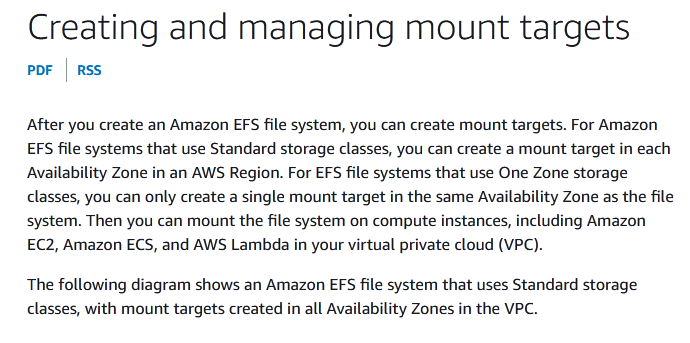 Creating and managing mount targets
PDF
RSS
After you create an Amazon EFS file system, you can create mount targets. For Amazon
EFS file systems that use Standard storage classes, you can create a mount target in each
Availability Zone in an AWS Region. For EFS file systems that use One Zone storage
classes, you can only create a single mount target in the same Availability Zone as the file
system. Then you can mount the file system on compute instances, including Amazon
EC2, Amazon ECS, and AWS Lambda in your virtual private cloud (VPC).
The following diagram shows an Amazon EFS file system that uses Standard storage
classes, with mount targets created in all Availability Zones in the VPC.